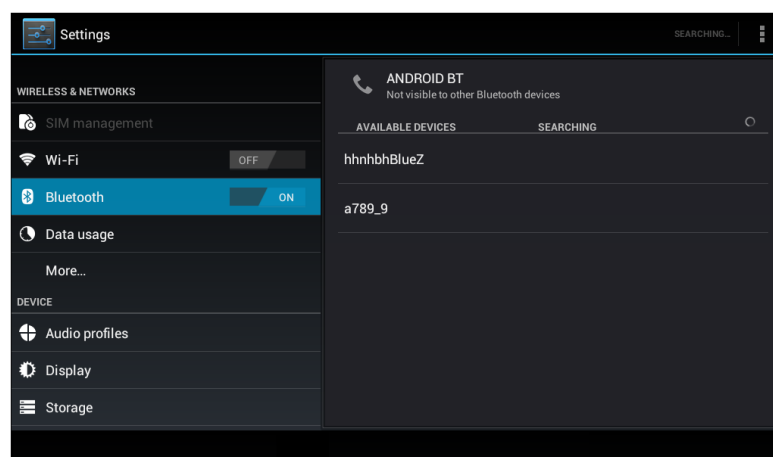 Settings
SEARCHING...
WIRELESS & NETWORKS
SIM management
Wi-Fi OFF
Bluetooth ON
Data usage
More...
DEVICE
Audio profiles
Display
Storage
ANDROID BT
Not visible to other Bluetooth devices
AVAILABLE DEVICES SEARCHING
hhnhbhBlueZ
a789_9